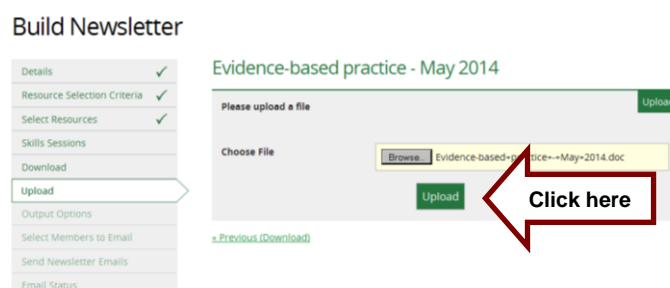 Build Newsletter
Details
Resource Selection Criteria
Select Resources
Skills Sessions
Download
Upload
Output Options
Select Members to Email
Send Newsletter Emails
Email Status
Evidence-based practice - May 2014
Please upload a file
Upload
Choose File
Browse.. Evidence-based+practice+-+May+2014.doc
Upload
Click here
« Previous (Download)